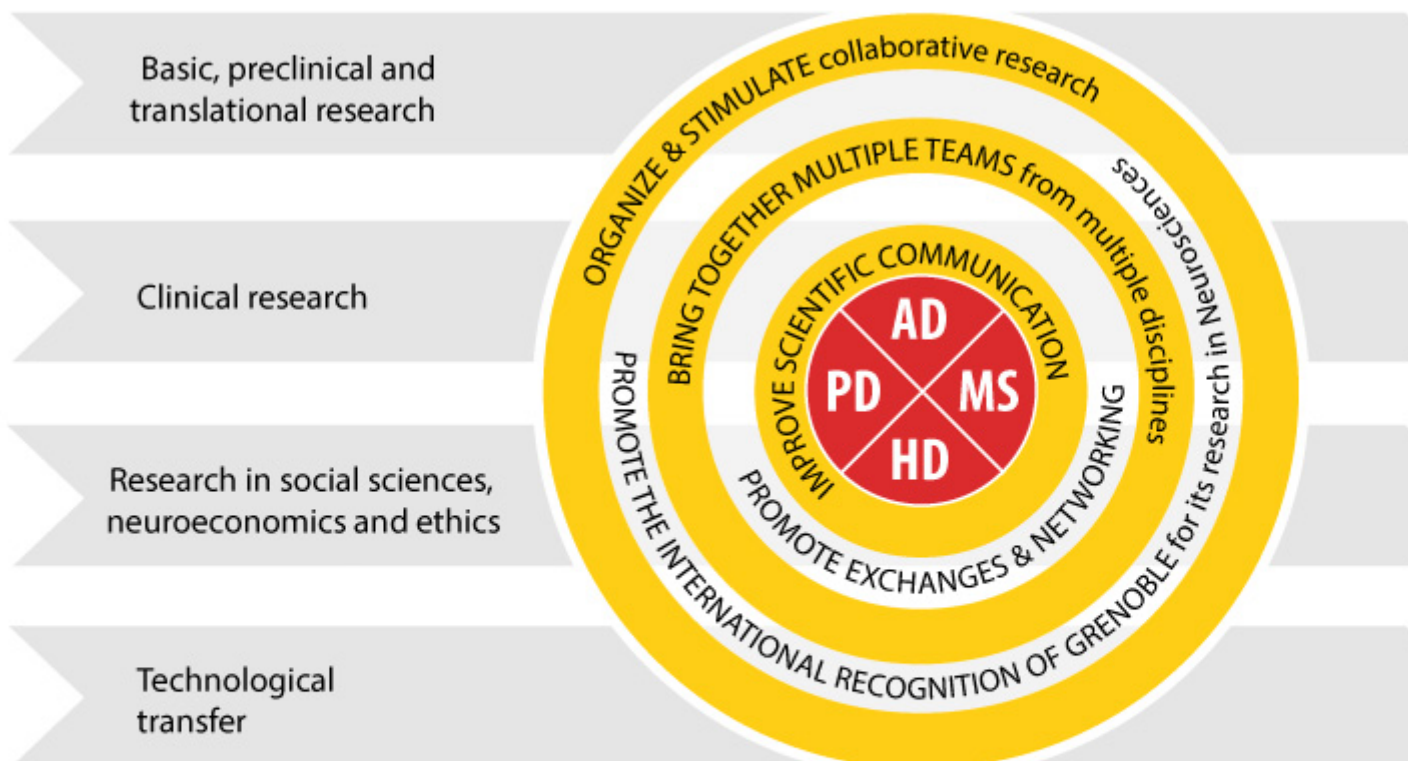 Basic, preclinical and
translational research
Clinical research
Research in social sciences,
neuroeconomics and ethics
Technological
transfer
ORGANIZE & STIMULATE collaborative research
PROMOTE THE INTERNATIONAL RECOGNITION OF GRENOBLE for its research in Neurosciences
BRING TOGETHER MULTIPLE TEAMS from multiple disciplines
PROMOTE EXCHANGES & NETWORKING
IMPROVE SCIENTIFIC COMMUNICATION
AD
PD
MS
HD